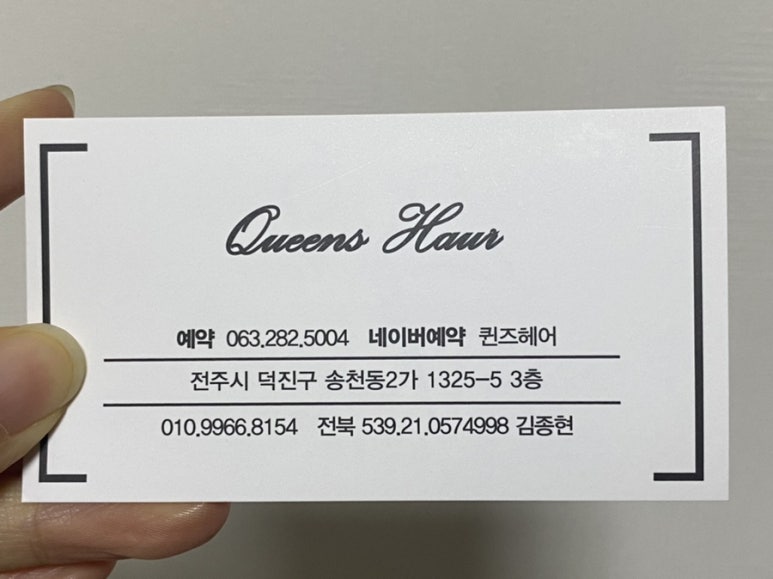 Queens Hair
예약 063.282.5004 네이버예약 퀸즈헤어
전주시 덕진구 송천동2가 1325-5 3층
010.9966.8154 전북 539.21.0574998 김종현